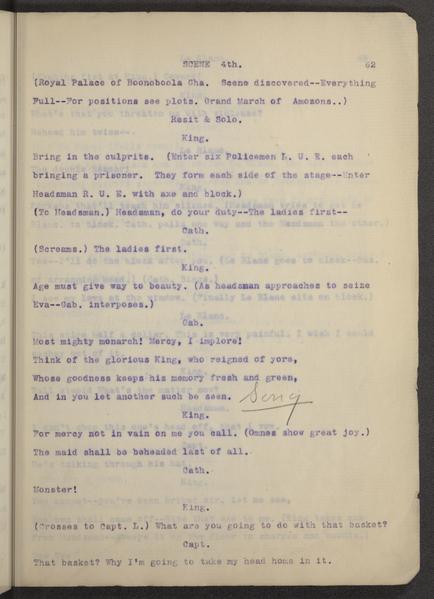 SCENE 4th. 62
(Royal Palace of Boonoboola Cha. Scene discovered--Everything
Full--For positions see plots. Grand March of Amozons..)
Resit & Solo.
King.
Bring in the culprits. (Enter six Policemen L. U. E. each
bringing a prisoner. They form each side of the stage--Enter
Headsman R. U. E. with axe and block.)
(To Headsman.) Headsman, do your duty--The ladies first--
Cath.
(Screams.) The ladies first.
King.
Age must give way to beauty. (As headsman approaches to seize
Eva--Gab. interposes.)
Gab.
Most mighty monarch! Mercy, I implore!
Think of the glorious King, who reigned of yore,
Whose goodness keeps his memory fresh and green,
And in you let another such be seen. Song
King.
For mercy not in vain on me you call. (Omnes show great joy.)
The maid shall be beheaded last of all.
Cath.
Monster!
King.
(Crosses to Capt. L.) What are you going to do with that basket?
Capt.
That basket? Why I'm going to take my head home in it.